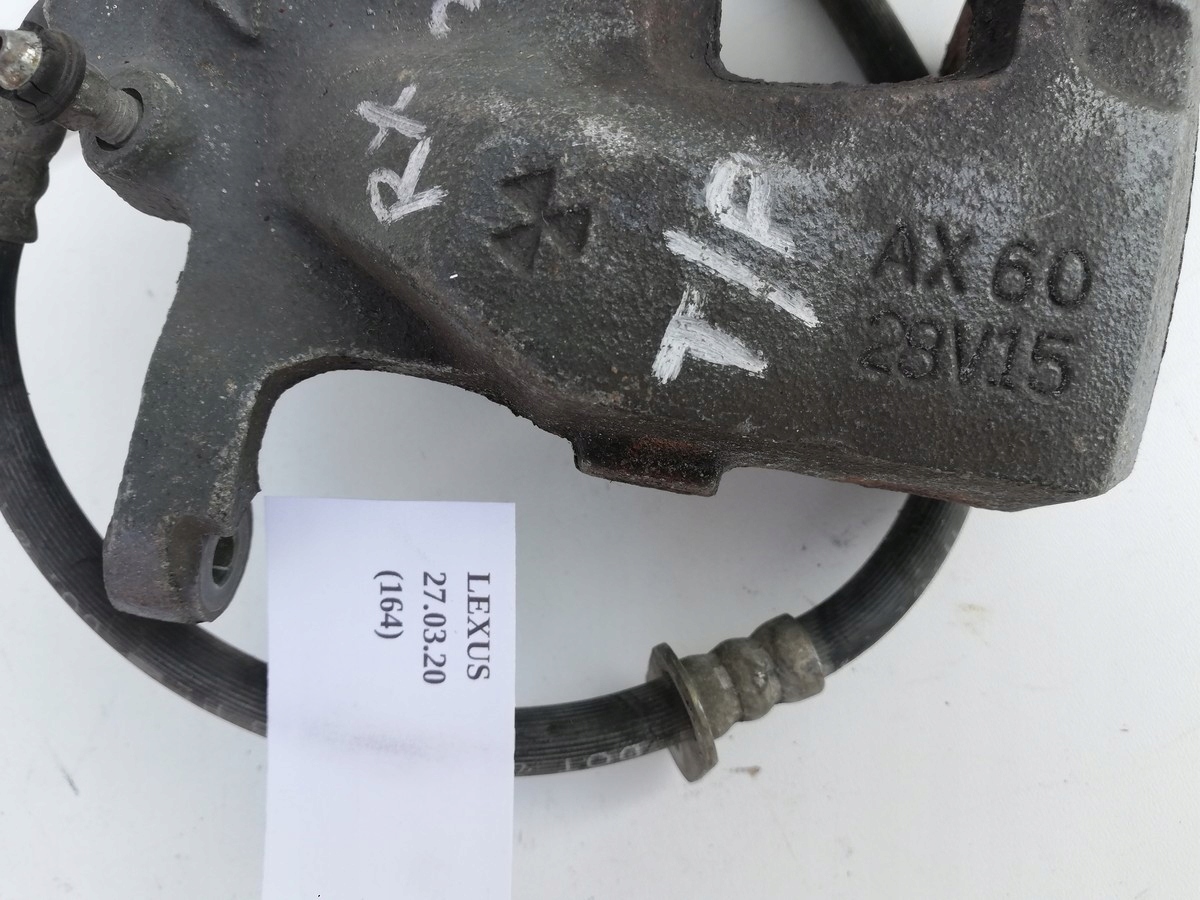 RX
T/P
AX 60
28V15
LEXUS
27.03.20
(164)